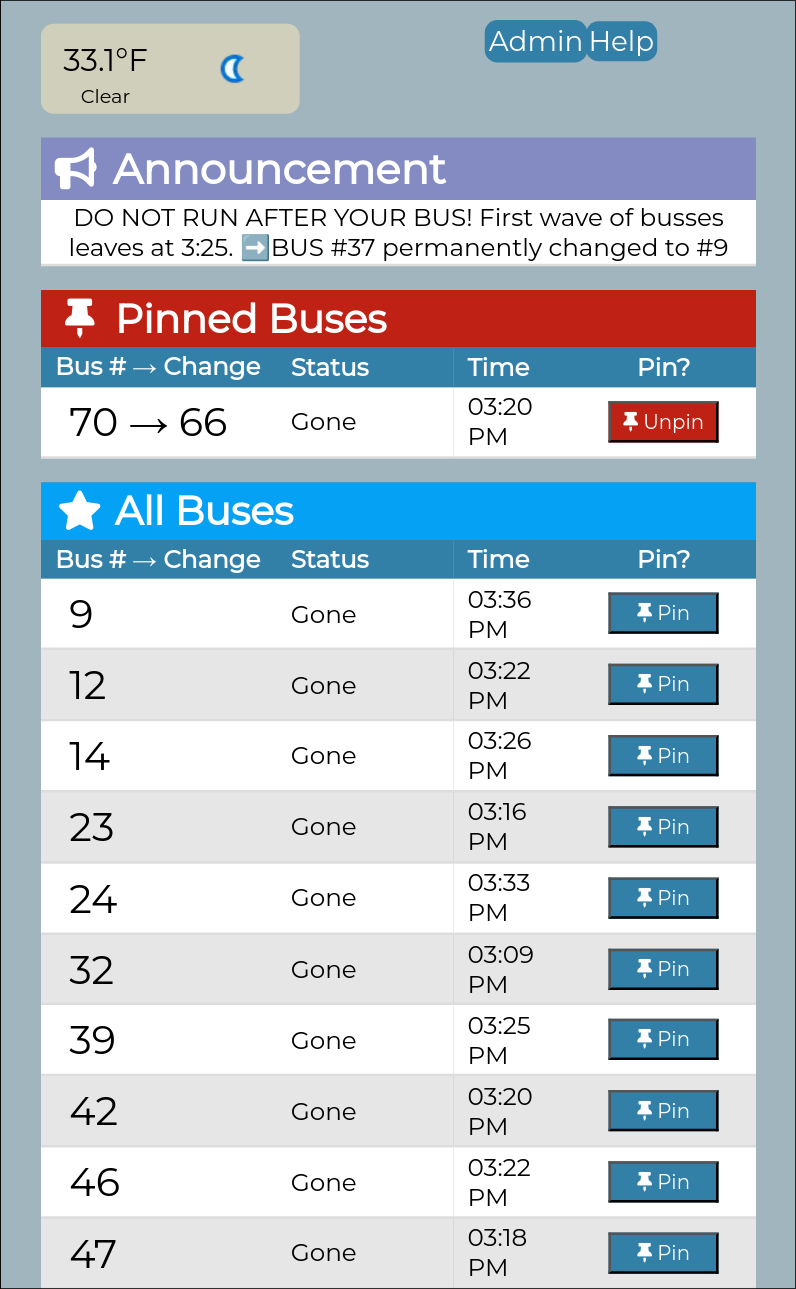 33.1°F
Clear
Admin Help
Announcement
DO NOT RUN AFTER YOUR BUS! First wave of busses
leaves at 3:25. ➡️BUS #37 permanently changed to #9
Pinned Buses
Bus # → Change Status Time Pin?
70 → 66 Gone 03:20 PM Unpin
All Buses
Bus # → Change Status Time Pin?
9 Gone 03:36 PM Pin
12 Gone 03:22 PM Pin
14 Gone 03:26 PM Pin
23 Gone 03:16 PM Pin
24 Gone 03:33 PM Pin
32 Gone 03:09 PM Pin
39 Gone 03:25 PM Pin
42 Gone 03:20 PM Pin
46 Gone 03:22 PM Pin
47 Gone 03:18 PM Pin